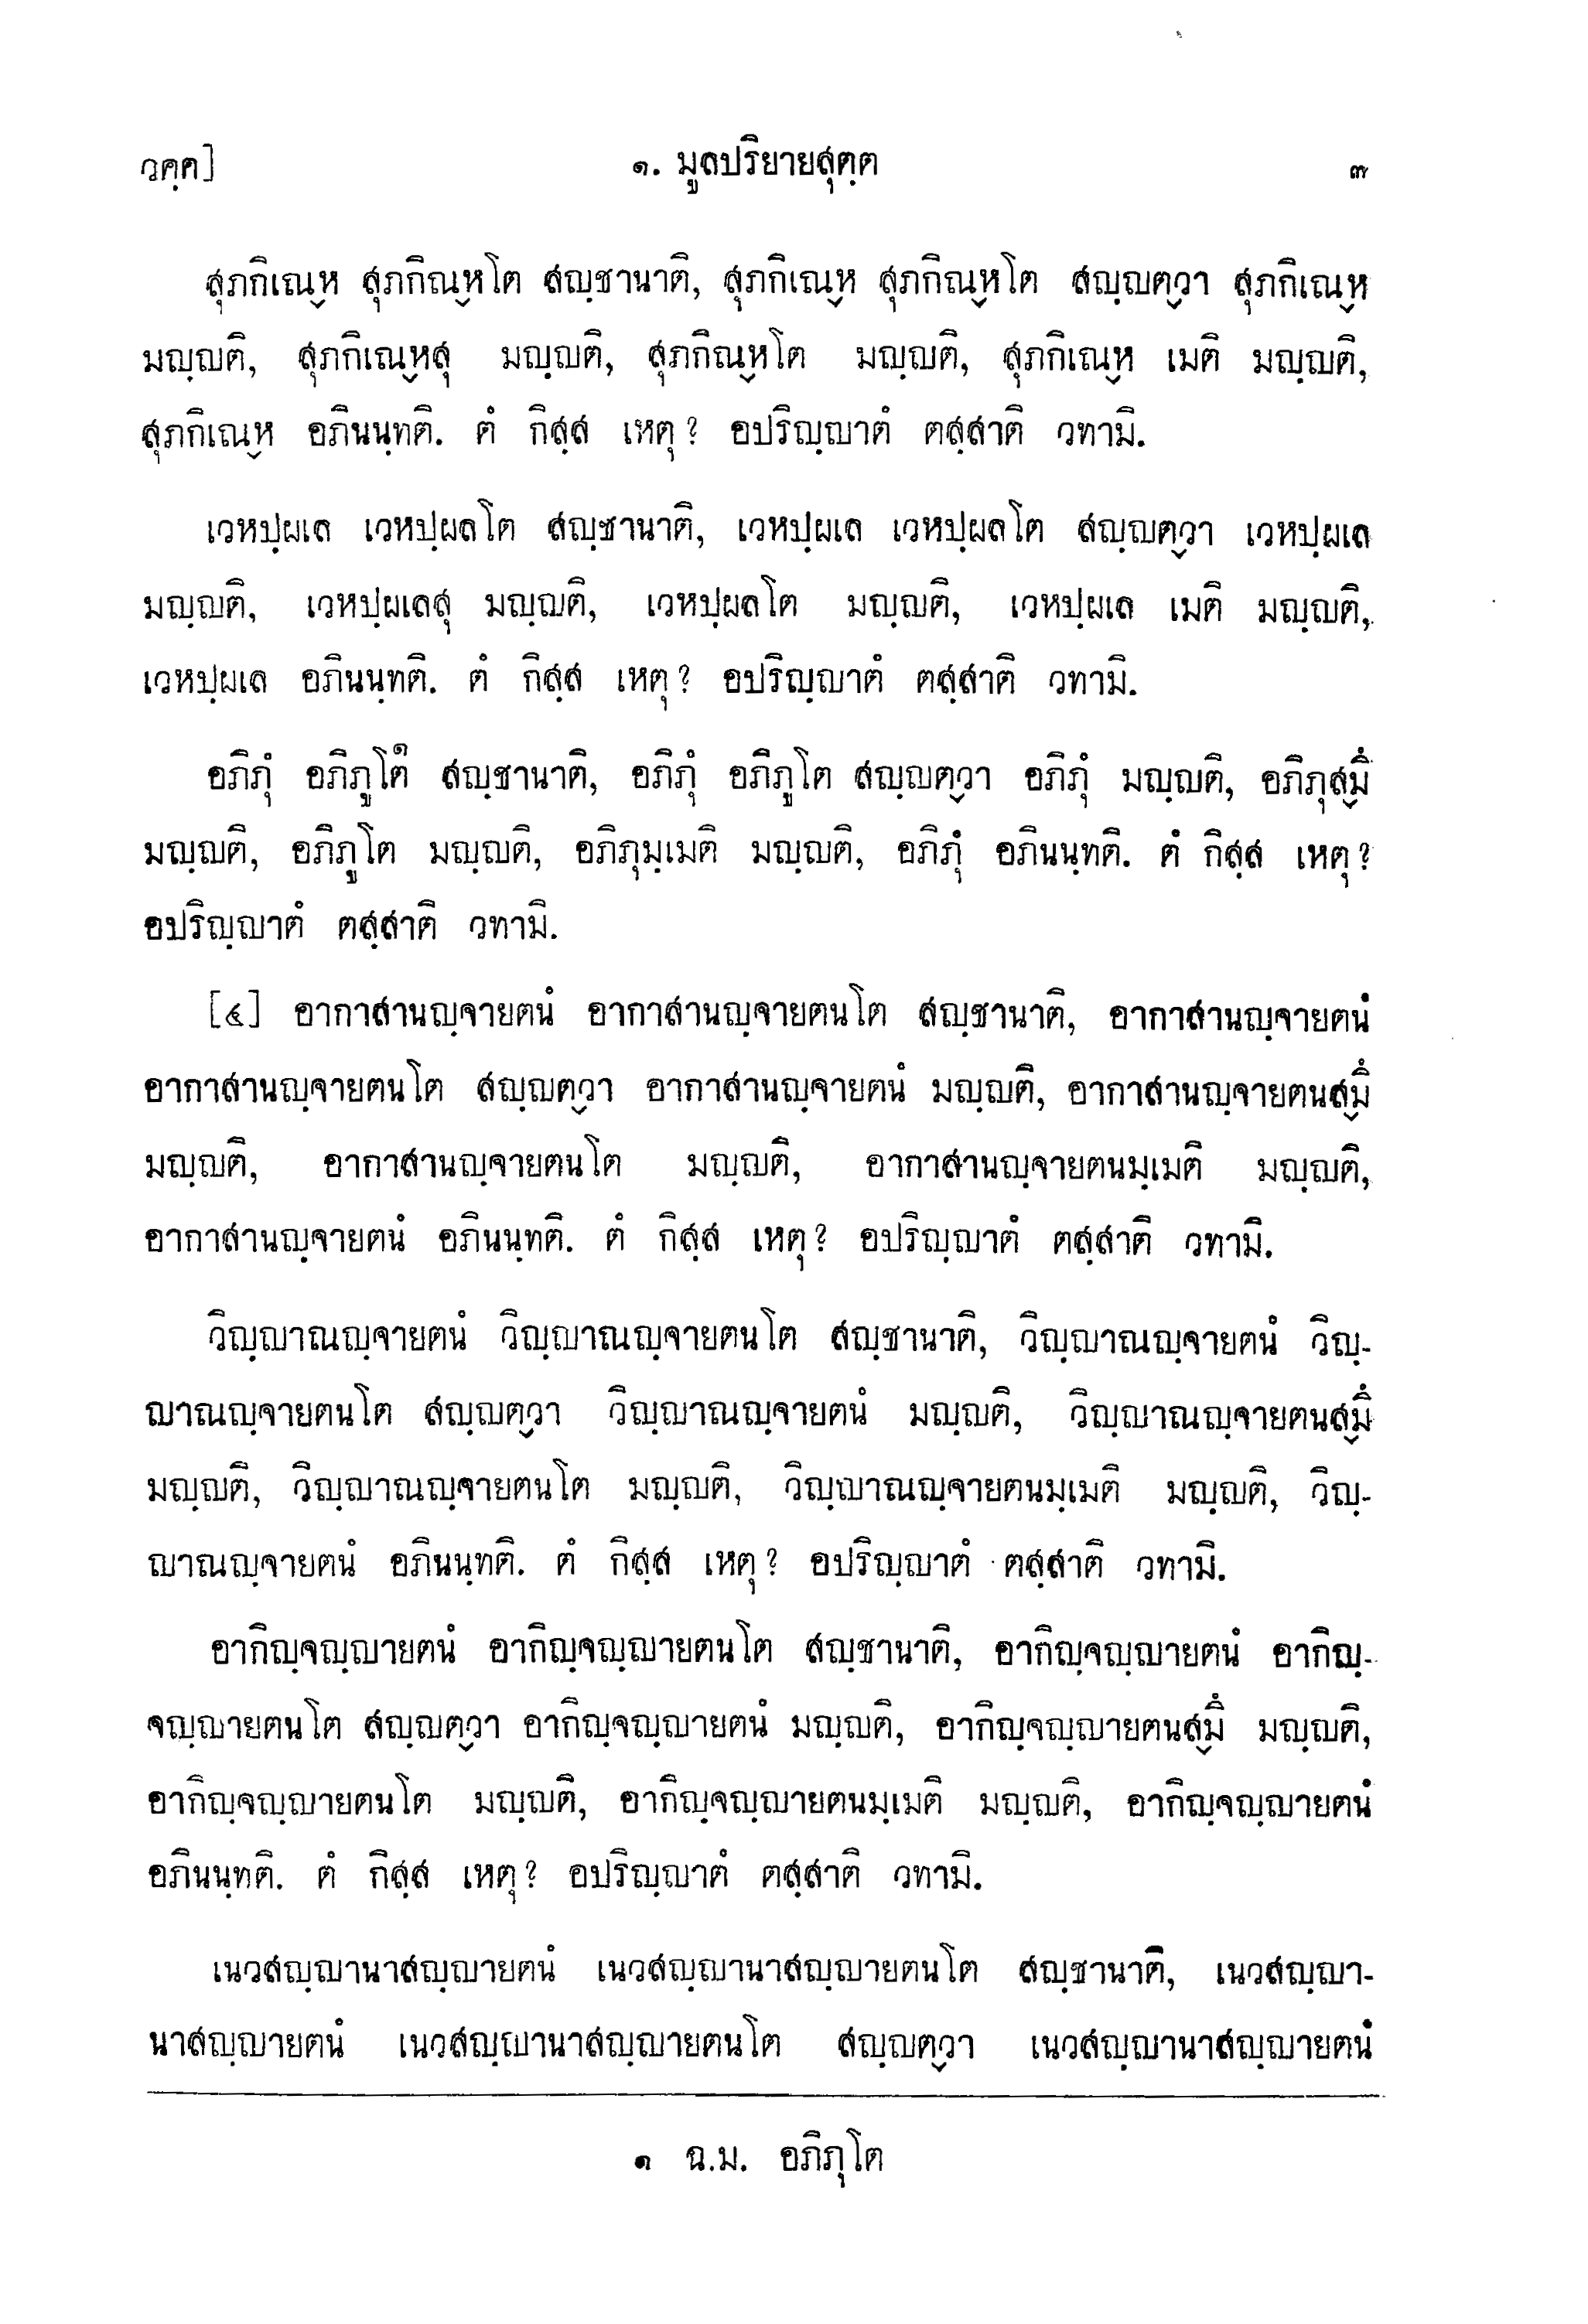 วคฺค] ๑. มูลปริยายสุตฺต ๓
สุภกิเณ๎ห สุภกิณ๎หโต สญฺชานาติ, สุภกิเณ๎ห สุภกิณ๎หโต สญฺญต๎วา สุภกิเณ๎ห
มญฺญติ, สุภกิเณ๎หสุ มญฺญติ, สุภกิณ๎หโต มญฺญติ, สุภกิเณ๎ห เมติ มญฺญติ,
สุภกิเณ๎ห อภินนฺทติ. ตํ กิสฺส เหตุ? อปริญฺญาตํ ตสฺสาติ วทามิ.
เวหปฺผเล เวหปฺผลโต สญฺชานาติ, เวหปฺผเล เวหปฺผลโต สญฺญต๎วา เวหปฺผเล
มญฺญติ, เวหปฺผเลสุ มญฺญติ, เวหปฺผลโต มญฺญติ, เวหปฺผเล เมติ มญฺญติ,
เวหปฺผเล อภินนฺทติ. ตํ กิสฺส เหตุ? อปริญฺญาตํ ตสฺสาติ วทามิ.
อภิภุํ อภิภูโต๑ สญฺชานาติ, อภิภุํ อภิภูโต สญฺญต๎วา อภิภุํ มญฺญติ, อภิภุส๎มึ
มญฺญติ, อภิภูโต มญฺญติ, อภิภุมฺเมติ มญฺญติ, อภิภุํ อภินนฺทติ. ตํ กิสฺส เหตุ?
อปริญฺญาตํ ตสฺสาติ วทามิ.
[๔] อากาสานญฺจายตนํ อากาสานญฺจายตนโต สญฺชานาติ, อากาสานญฺจายตนํ
อากาสานญฺจายตนโต สญฺญต๎วา อากาสานญฺจายตนํ มญฺญติ, อากาสานญฺจายตนส๎มึ
มญฺญติ, อากาสานญฺจายตนโต มญฺญติ, อากาสานญฺจายตนมฺเมติ มญฺญติ,
อากาสานญฺจายตนํ อภินนฺทติ. ตํ กิสฺส เหตุ? อปริญฺญาตํ ตสฺสาติ วทามิ.
วิญฺญาณญฺจายตนํ วิญฺญาณญฺจายตนโต สญฺชานาติ, วิญฺญาณญฺจายตนํ วิญฺ-
ญาณญฺจายตนโต สญฺญต๎วา วิญฺญาณญฺจายตนํ มญฺญติ, วิญฺญาณญฺจายตนส๎มึ
มญฺญติ, วิญฺญาณญฺจายตนโต มญฺญติ, วิญฺญาณญฺจายตนมฺเมติ มญฺญติ, วิญฺ-
ญาณญฺจายตนํ อภินนฺทติ. ตํ กิสฺส เหตุ? อปริญฺญาตํ ตสฺสาติ วทามิ.
อากิญฺจญฺญายตนํ อากิญฺจญฺญายตนโต สญฺชานาติ, อากิญฺจญฺญายตนํ อากิญฺ-
จญฺญายตนโต สญฺญต๎วา อากิญฺจญฺญายตนํ มญฺญติ, อากิญฺจญฺญายตนส๎มึ มญฺญติ,
อากิญฺจญฺญายตนโต มญฺญติ, อากิญฺจญฺญายตนมฺเมติ มญฺญติ, อากิญฺจญฺญายตนํ
อภินนฺทติ. ตํ กิสฺส เหตุ? อปริญฺญาตํ ตสฺสาติ วทามิ.
เนวสญฺญานาสญฺญายตนํ เนวสญฺญานาสญฺญายตนโต สญฺชานาติ, เนวสญฺญา-
นาสญฺญายตนํ เนวสญฺญานาสญฺญายตนโต สญฺญต๎วา เนวสญฺญานาสญฺญายตนํ
๑ ฉ.ม. อภิภุโต